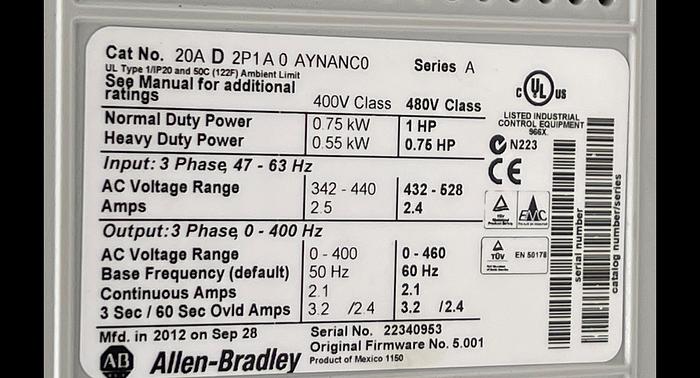 Cat No. 20A D 2P1 A 0 AYNANC0 Series A
UL Type 1/IP20 and 50C (122F) Ambient Limit
See Manual for additional
ratings 400V Class 480V Class
Normal Duty Power 0.75 kW 1 HP
Heavy Duty Power 0.55 kW 0.75 HP
Input: 3 Phase, 47 - 63 Hz
AC Voltage Range 342 - 440 432 - 528
Amps 2.5 2.4
Output: 3 Phase, 0 - 400 Hz
AC Voltage Range 0 - 400 0 - 460
Base Frequency (default) 50 Hz 60 Hz
Continuous Amps 2.1 2.1
3 Sec / 60 Sec Ovld Amps 3.2 /2.4 3.2 /2.4
Mfd. in 2012 on Sep 28 Serial No. 22340953
Original Firmware No. 5.001
AB Allen-Bradley Product of Mexico 1150
C UL US
LISTED INDUSTRIAL
CONTROL EQUIPMENT
966X
N223
CE
EMC
TÜV EN 50178
serial number
catalog number/series